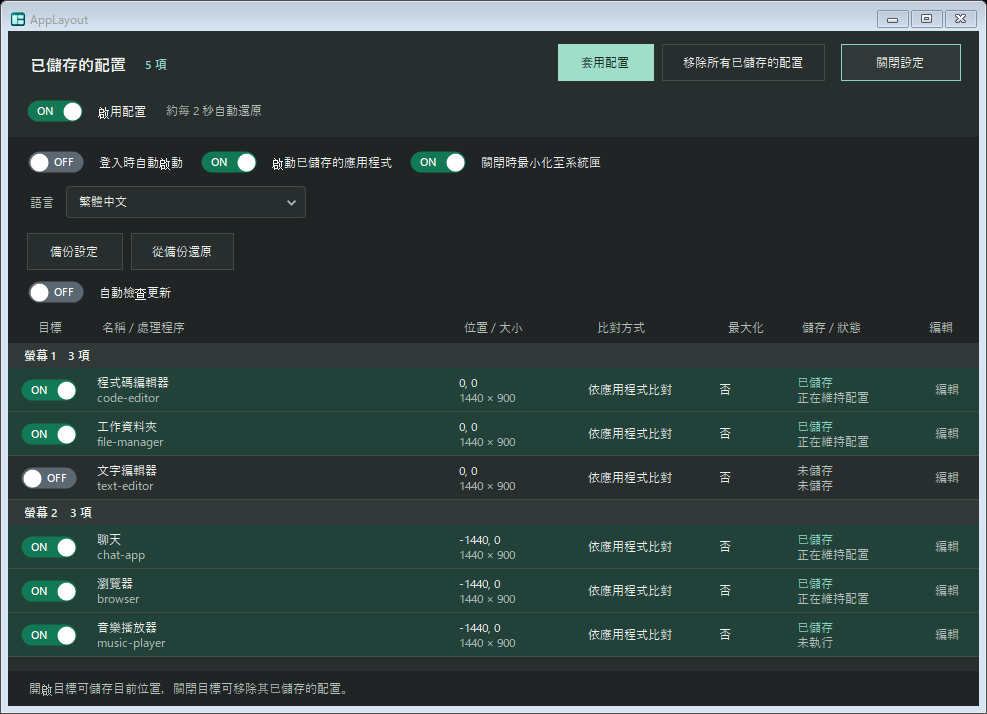 AppLayout
已儲存的配置 5 項
套用配置 移除所有已儲存的配置 關閉設定
ON 啟用配置 約每 2 秒自動還原
OFF 登入時自動啟動 ON 啟動已儲存的應用程式 ON 關閉時最小化至系統匣
語言 繁體中文
備份設定 從備份還原
OFF 自動檢查更新
目標 名稱 / 處理程序 位置 / 大小 比對方式 最大化 儲存 / 狀態 編輯
螢幕 1 3 項
ON 程式碼編輯器 0, 0 依應用程式比對 否 已儲存 編輯
code-editor 1440 × 900 正在維持配置
ON 工作資料夾 0, 0 依應用程式比對 否 已儲存 編輯
file-manager 1440 × 900 正在維持配置
OFF 文字編輯器 0, 0 依應用程式比對 否 未儲存 編輯
text-editor 1440 × 900 未儲存
螢幕 2 3 項
ON 聊天 -1440, 0 依應用程式比對 否 已儲存 編輯
chat-app 1440 × 900 正在維持配置
ON 瀏覽器 -1440, 0 依應用程式比對 否 已儲存 編輯
browser 1440 × 900 正在維持配置
ON 音樂播放器 -1440, 0 依應用程式比對 否 已儲存 編輯
music-player 1440 × 900 未執行
開啟目標可儲存目前位置，關閉目標可移除其已儲存的配置。